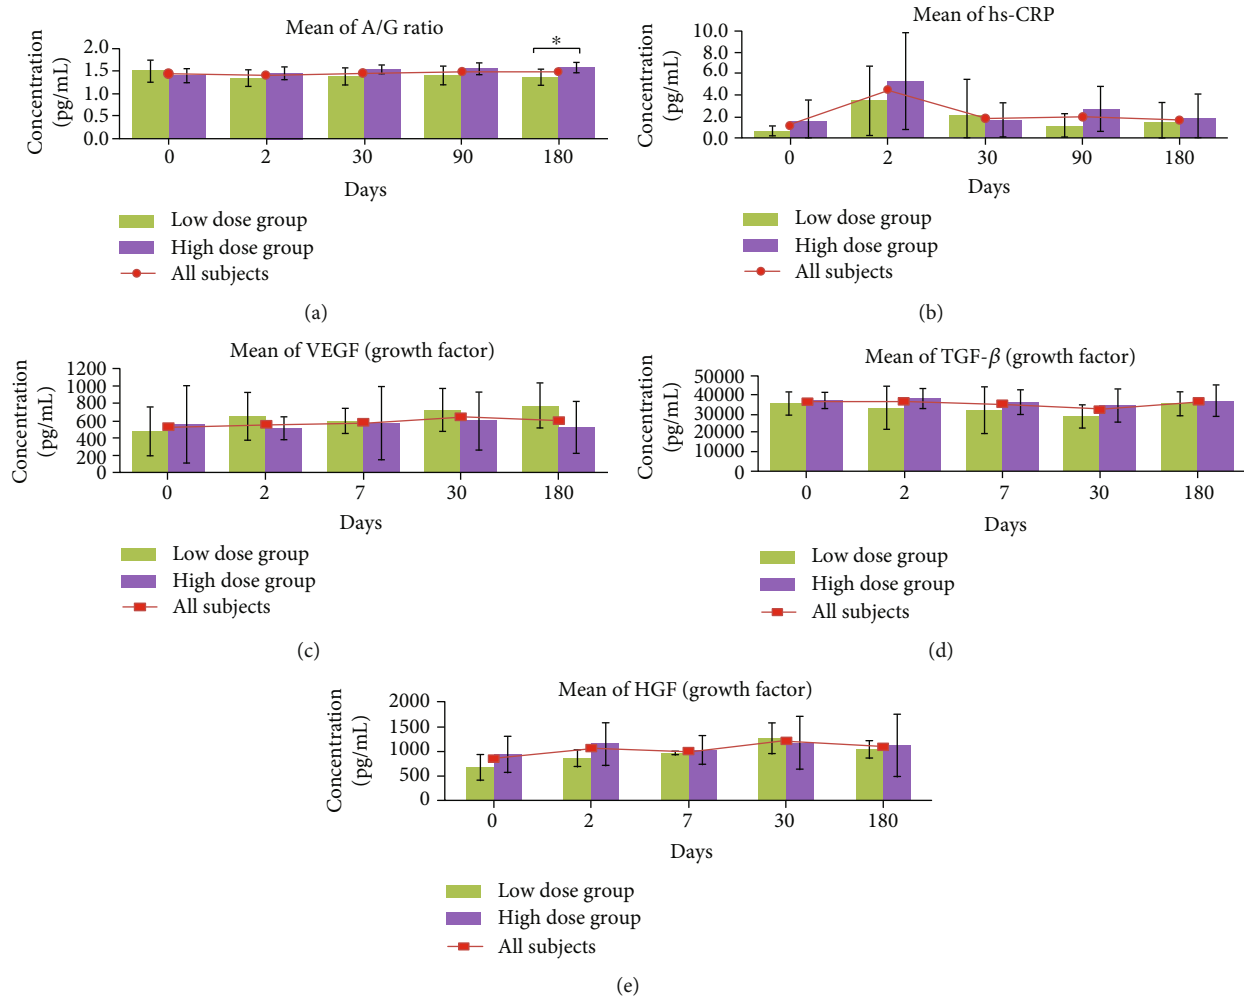 Mean of A/G ratio
Concentration
(pg/mL)
2.0
1.5
1.0
0.5
0.0
0 2 30 90 180
Days
Low dose group
High dose group
All subjects
*
(a)
Mean of hs-CRP
Concentration
(pg/mL)
10.0
8.0
6.0
4.0
2.0
0.0
0 2 30 90 180
Days
Low dose group
High dose group
All subjects
(b)
Mean of VEGF (growth factor)
Concentration
(pg/mL)
1200
1000
800
600
400
200
0
0 2 7 30 180
Days
Low dose group
High dose group
All subjects
(c)
Mean of TGF-β (growth factor)
Concentration
(pg/mL)
50000
40000
30000
20000
10000
0
0 2 7 30 180
Days
Low dose group
High dose group
All subjects
(d)
Mean of HGF (growth factor)
Concentration
(pg/mL)
2000
1500
1000
500
0
0 2 7 30 180
Days
Low dose group
High dose group
All subjects
(e)